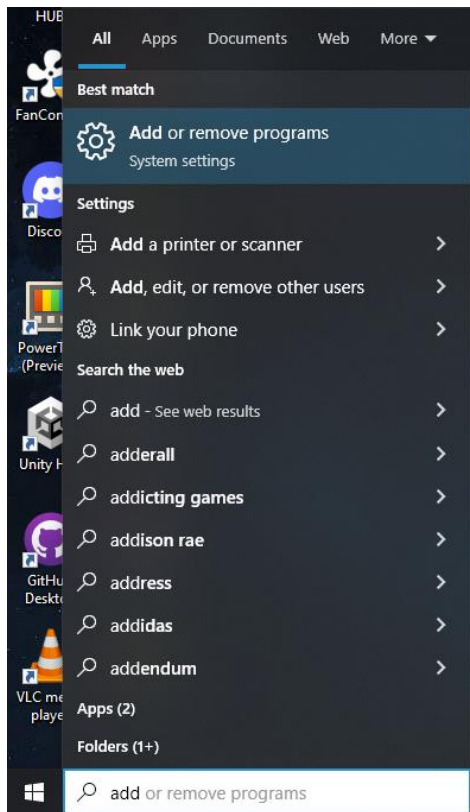 HUB
All Apps Documents Web More
Best match
FanCon
Add or remove programs
System settings
Settings
Disco
Add a printer or scanner
Add, edit, or remove other users
Link your phone
PowerT
(Previe
Search the web
add - See web results
adderall
Unity H
addicting games
addison rae
address
GitHu
Deskto
addidas
addendum
VLC me
playe
Apps (2)
Folders (1+)
add or remove programs